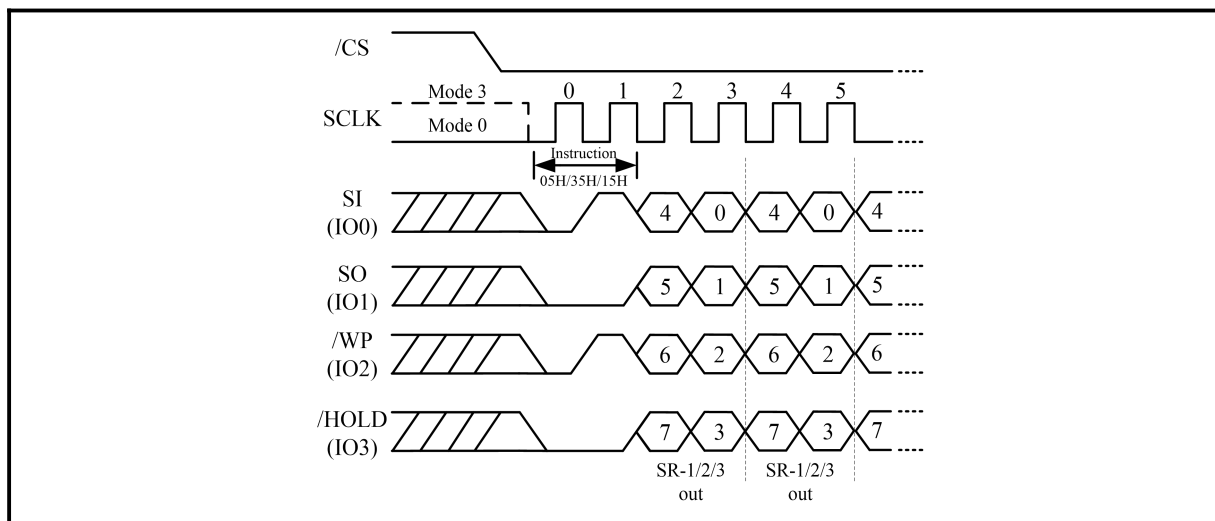 /CS
Mode 3
0 1 2 3 4 5
SCLK
Mode 0
Instruction
05H/35H/15H
SI
(IO0)
4 0 4 0 4
SO
(IO1)
5 1 5 1 5
/WP
(IO2)
6 2 6 2 6
/HOLD
(IO3)
7 3 7 3 7
SR-1/2/3
out
SR-1/2/3
out